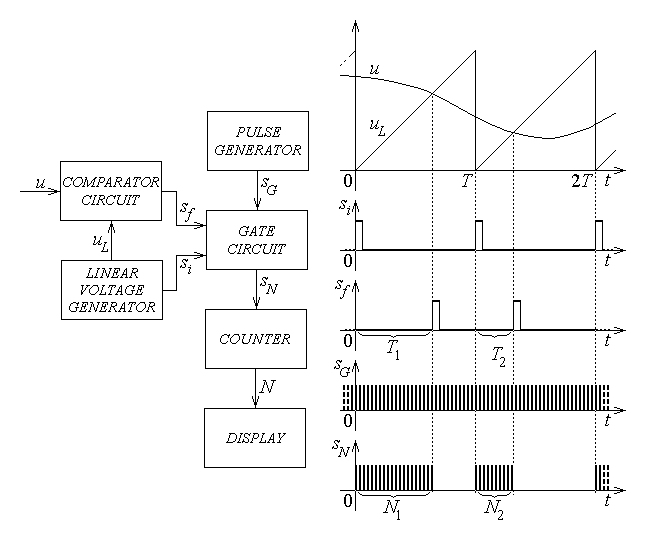 PULSE
GENERATOR
s_G
u
COMPARATOR
CIRCUIT
s_f
GATE
CIRCUIT
u_L
s_i
LINEAR
VOLTAGE
GENERATOR
s_N
COUNTER
N
DISPLAY
u
u_L
0 T 2T t
s_i
0 t
s_f
0 T_1 T_2 t
s_G
0 t
s_N
0 N_1 N_2 t